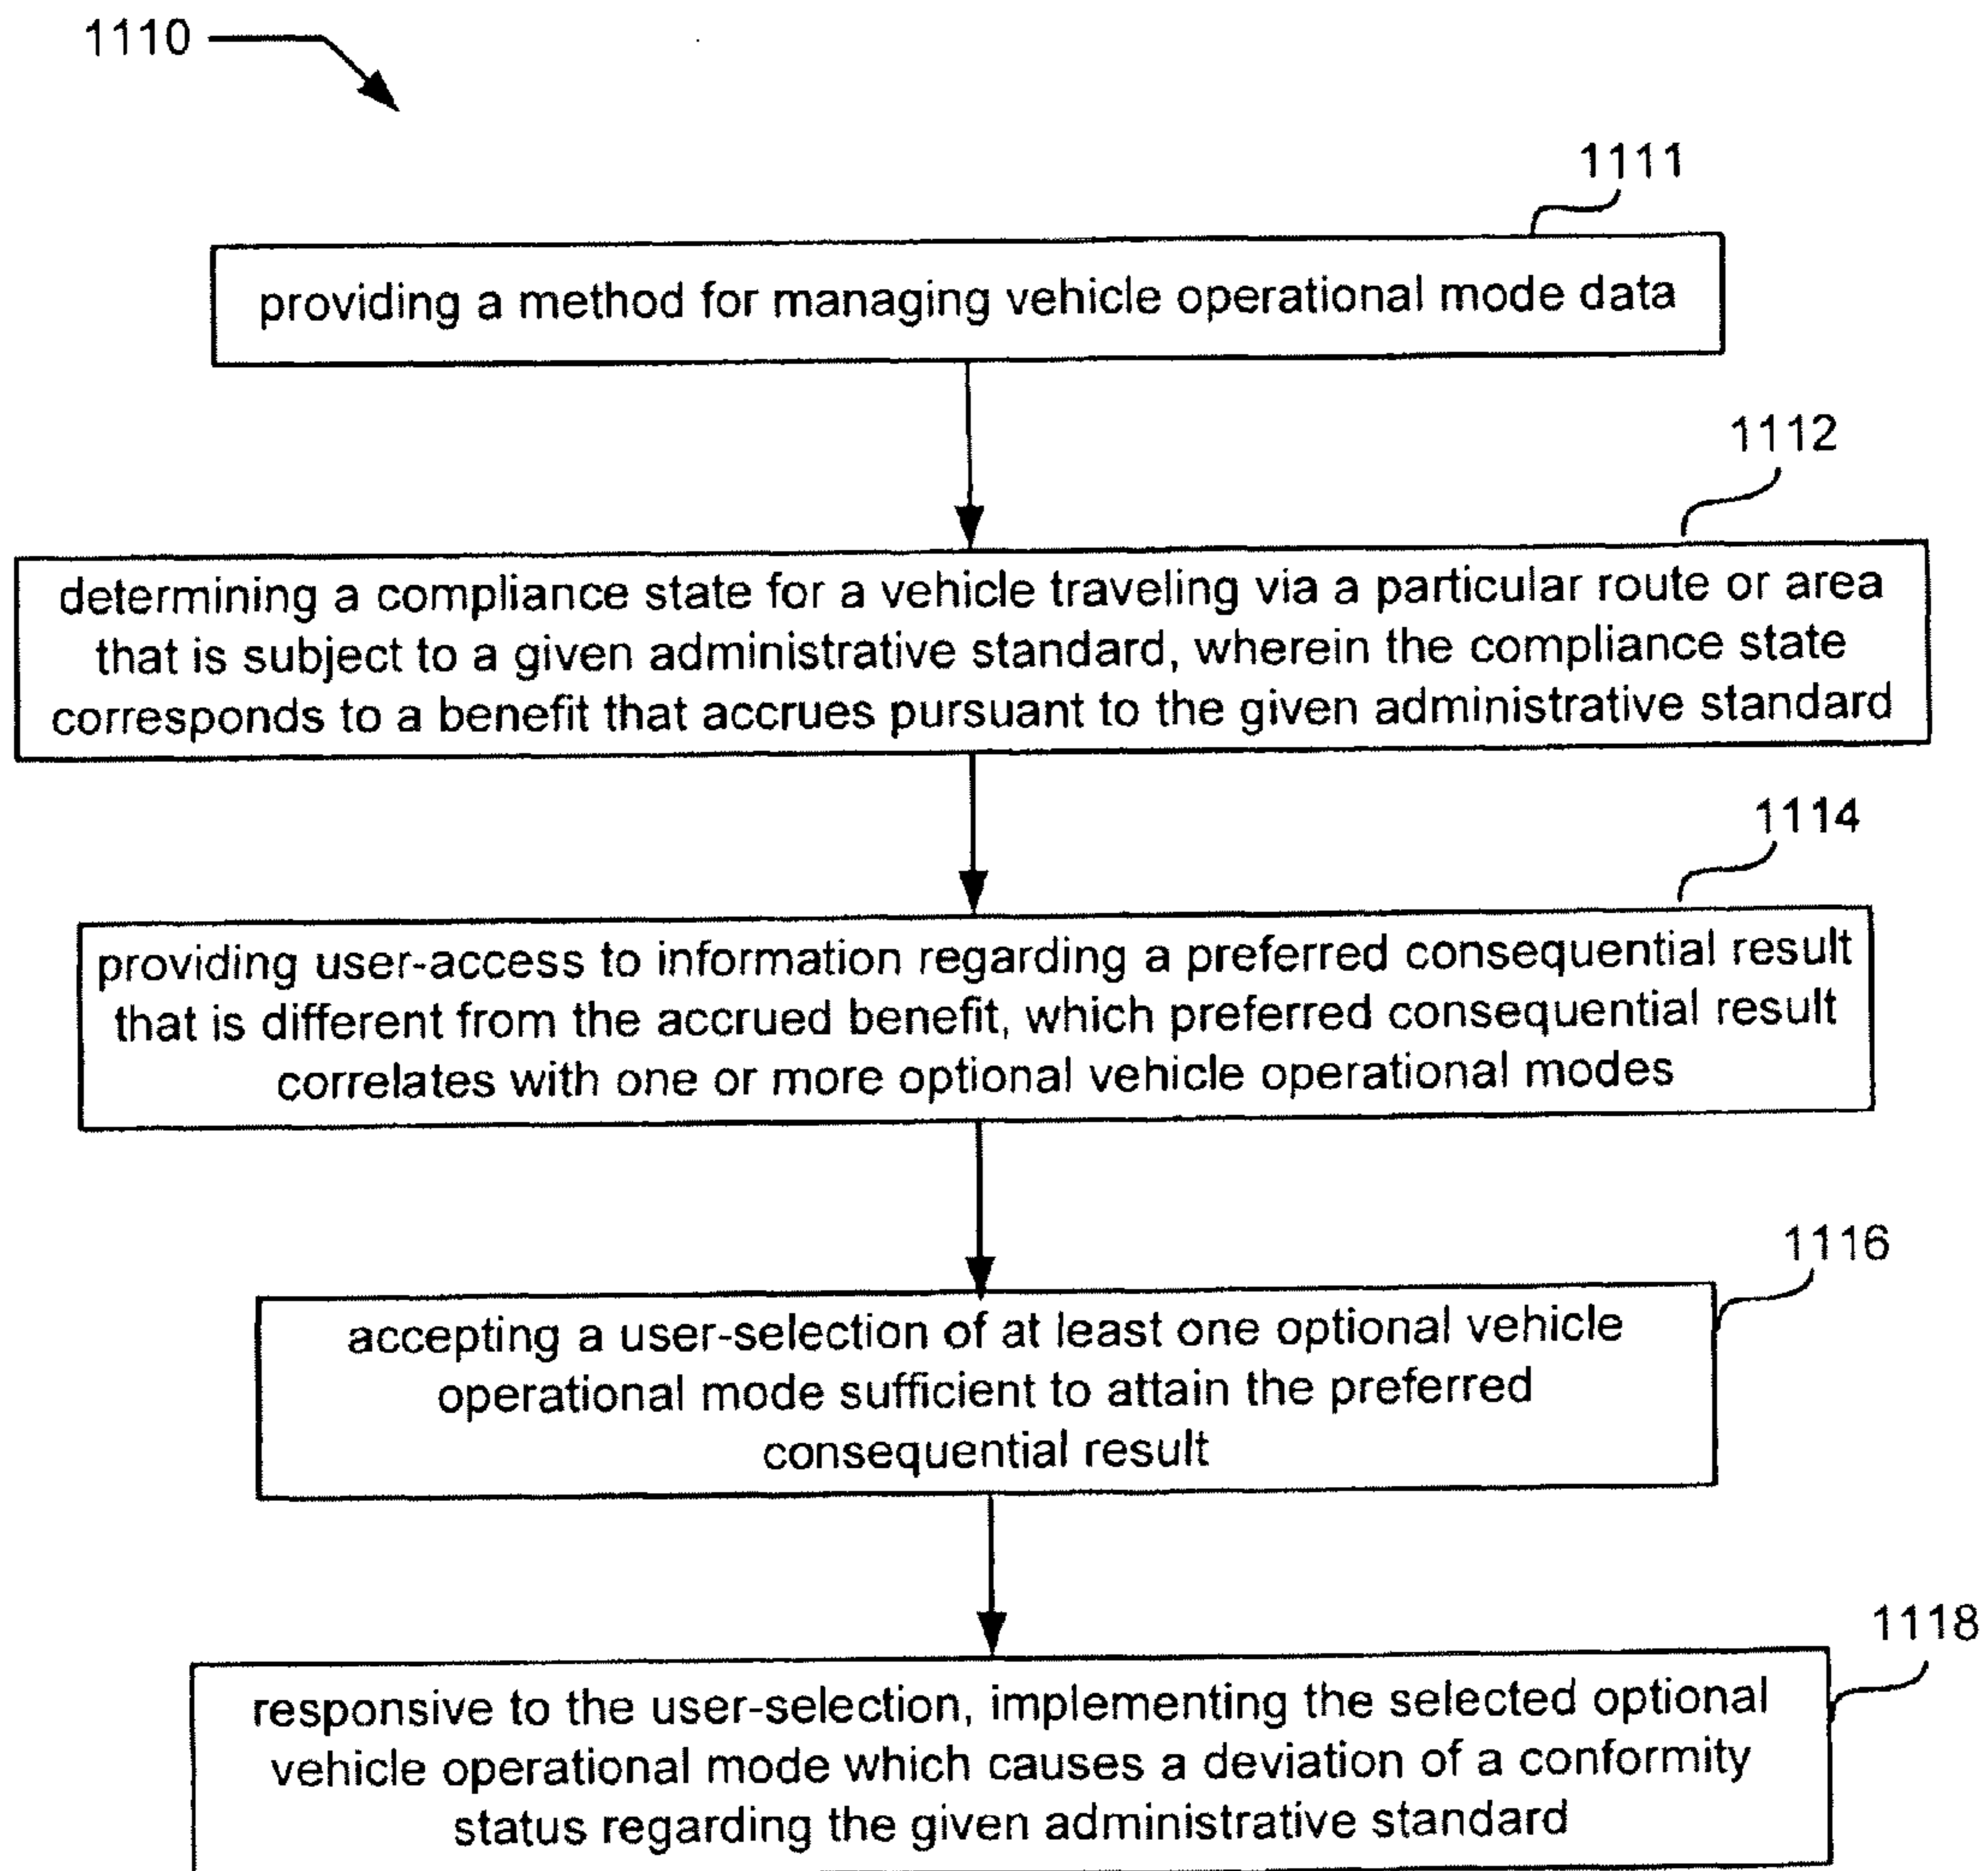 1110
1111
providing a method for managing vehicle operational mode data
1112
determining a compliance state for a vehicle traveling via a particular route or area
that is subject to a given administrative standard, wherein the compliance state
corresponds to a benefit that accrues pursuant to the given administrative standard
1114
providing user-access to information regarding a preferred consequential result
that is different from the accrued benefit, which preferred consequential result
correlates with one or more optional vehicle operational modes
1116
accepting a user-selection of at least one optional vehicle
operational mode sufficient to attain the preferred
consequential result
1118
responsive to the user-selection, implementing the selected optional
vehicle operational mode which causes a deviation of a conformity
status regarding the given administrative standard